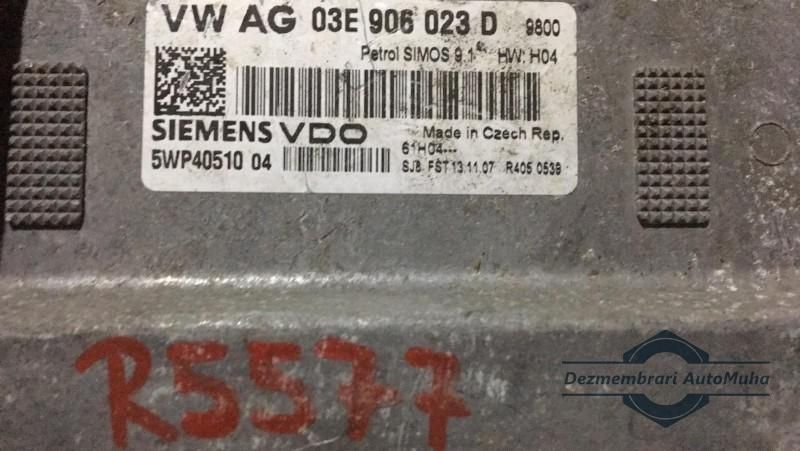 VW AG 03E 906 023 D 9800
Petrol SIMOS 9.1 HW: H04
SIEMENS VDO Made in Czech Rep.
5WP40510 04 61H04---
SJB FST 13.11.07 R405 0539
R5577
Dezmembrari AutoMuha